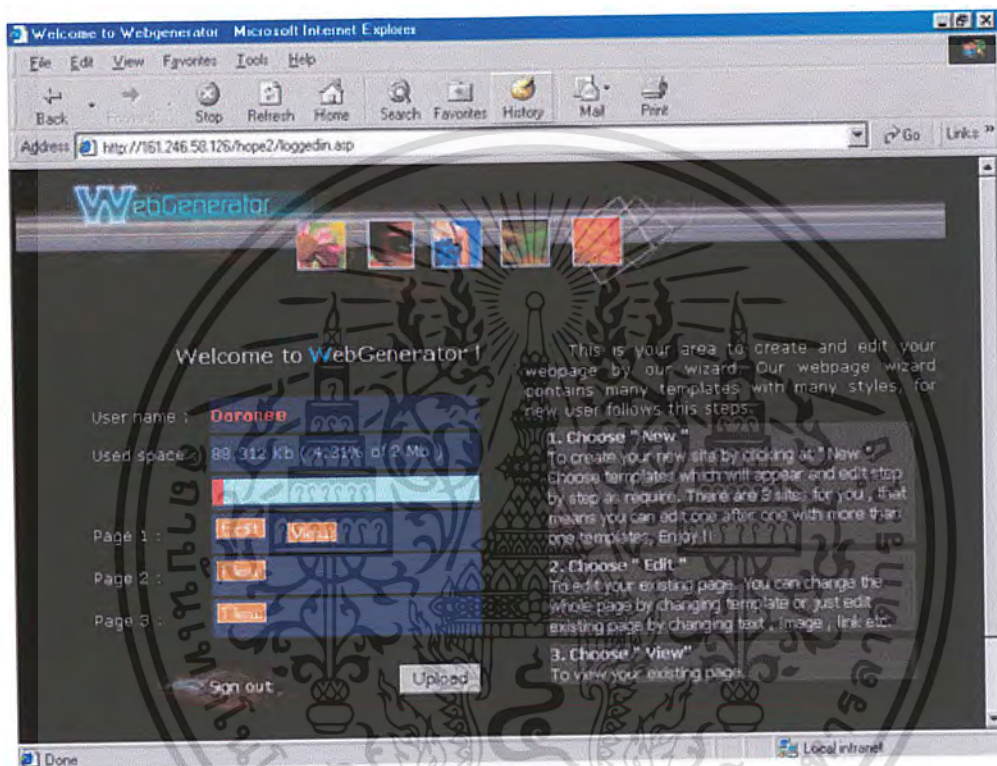 Welcome to Webgenerator Microsoft Internet Explorer
File Edit View Favorites Tools Help
Back Forward Stop Refresh Home Search Favorites History Mail Print
Address http://161.246.58.126/hope2/loggedin.asp Go Links »
WebGenerator
Welcome to WebGenerator !
User name : Daranee
Used space : 88.312 Kb ( 4.31% of 2 Mb )
Page 1 : Edit View
Page 2 : New
Page 3 : New
Sign out Upload
This is your area to create and edit your
webpage by our wizard. Our webpage wizard
contains many templates with many styles, for
new user follows this steps.
1. Choose " New "
To create your new site by clicking at " New ".
Choose templates which will appear and edit step
by step as require. There are 3 sites for you , that
means you can edit one after one with more than
one templates, Enjoy !!
2. Choose " Edit "
To edit your existing page. You can change the
whole page by changing template or just edit
existing page by changing text , image , link etc.
3. Choose " View"
To view your existing page.
Done Local intranet